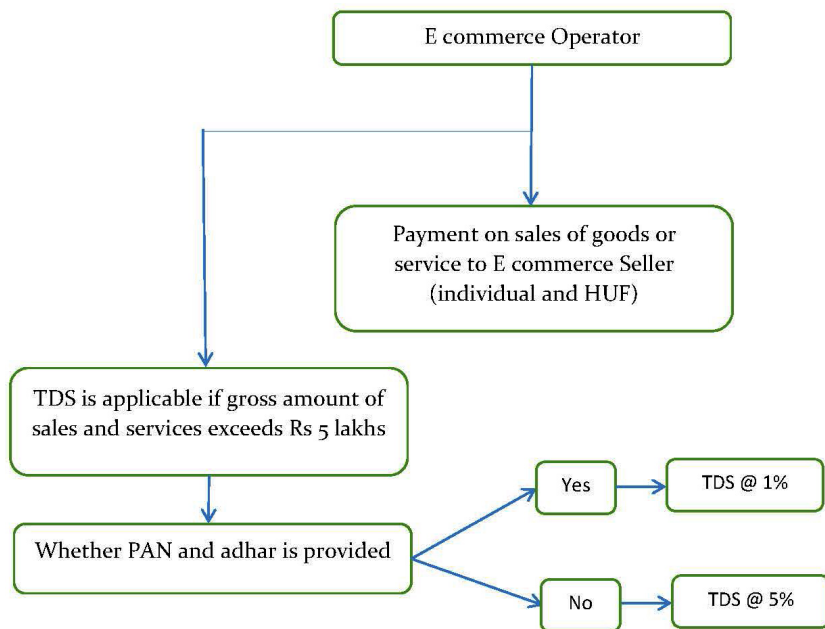 E commerce Operator
Payment on sales of goods or
service to E commerce Seller
(individual and HUF)
TDS is applicable if gross amount of
sales and services exceeds Rs 5 lakhs
Whether PAN and adhar is provided
Yes
TDS @ 1%
No
TDS @ 5%